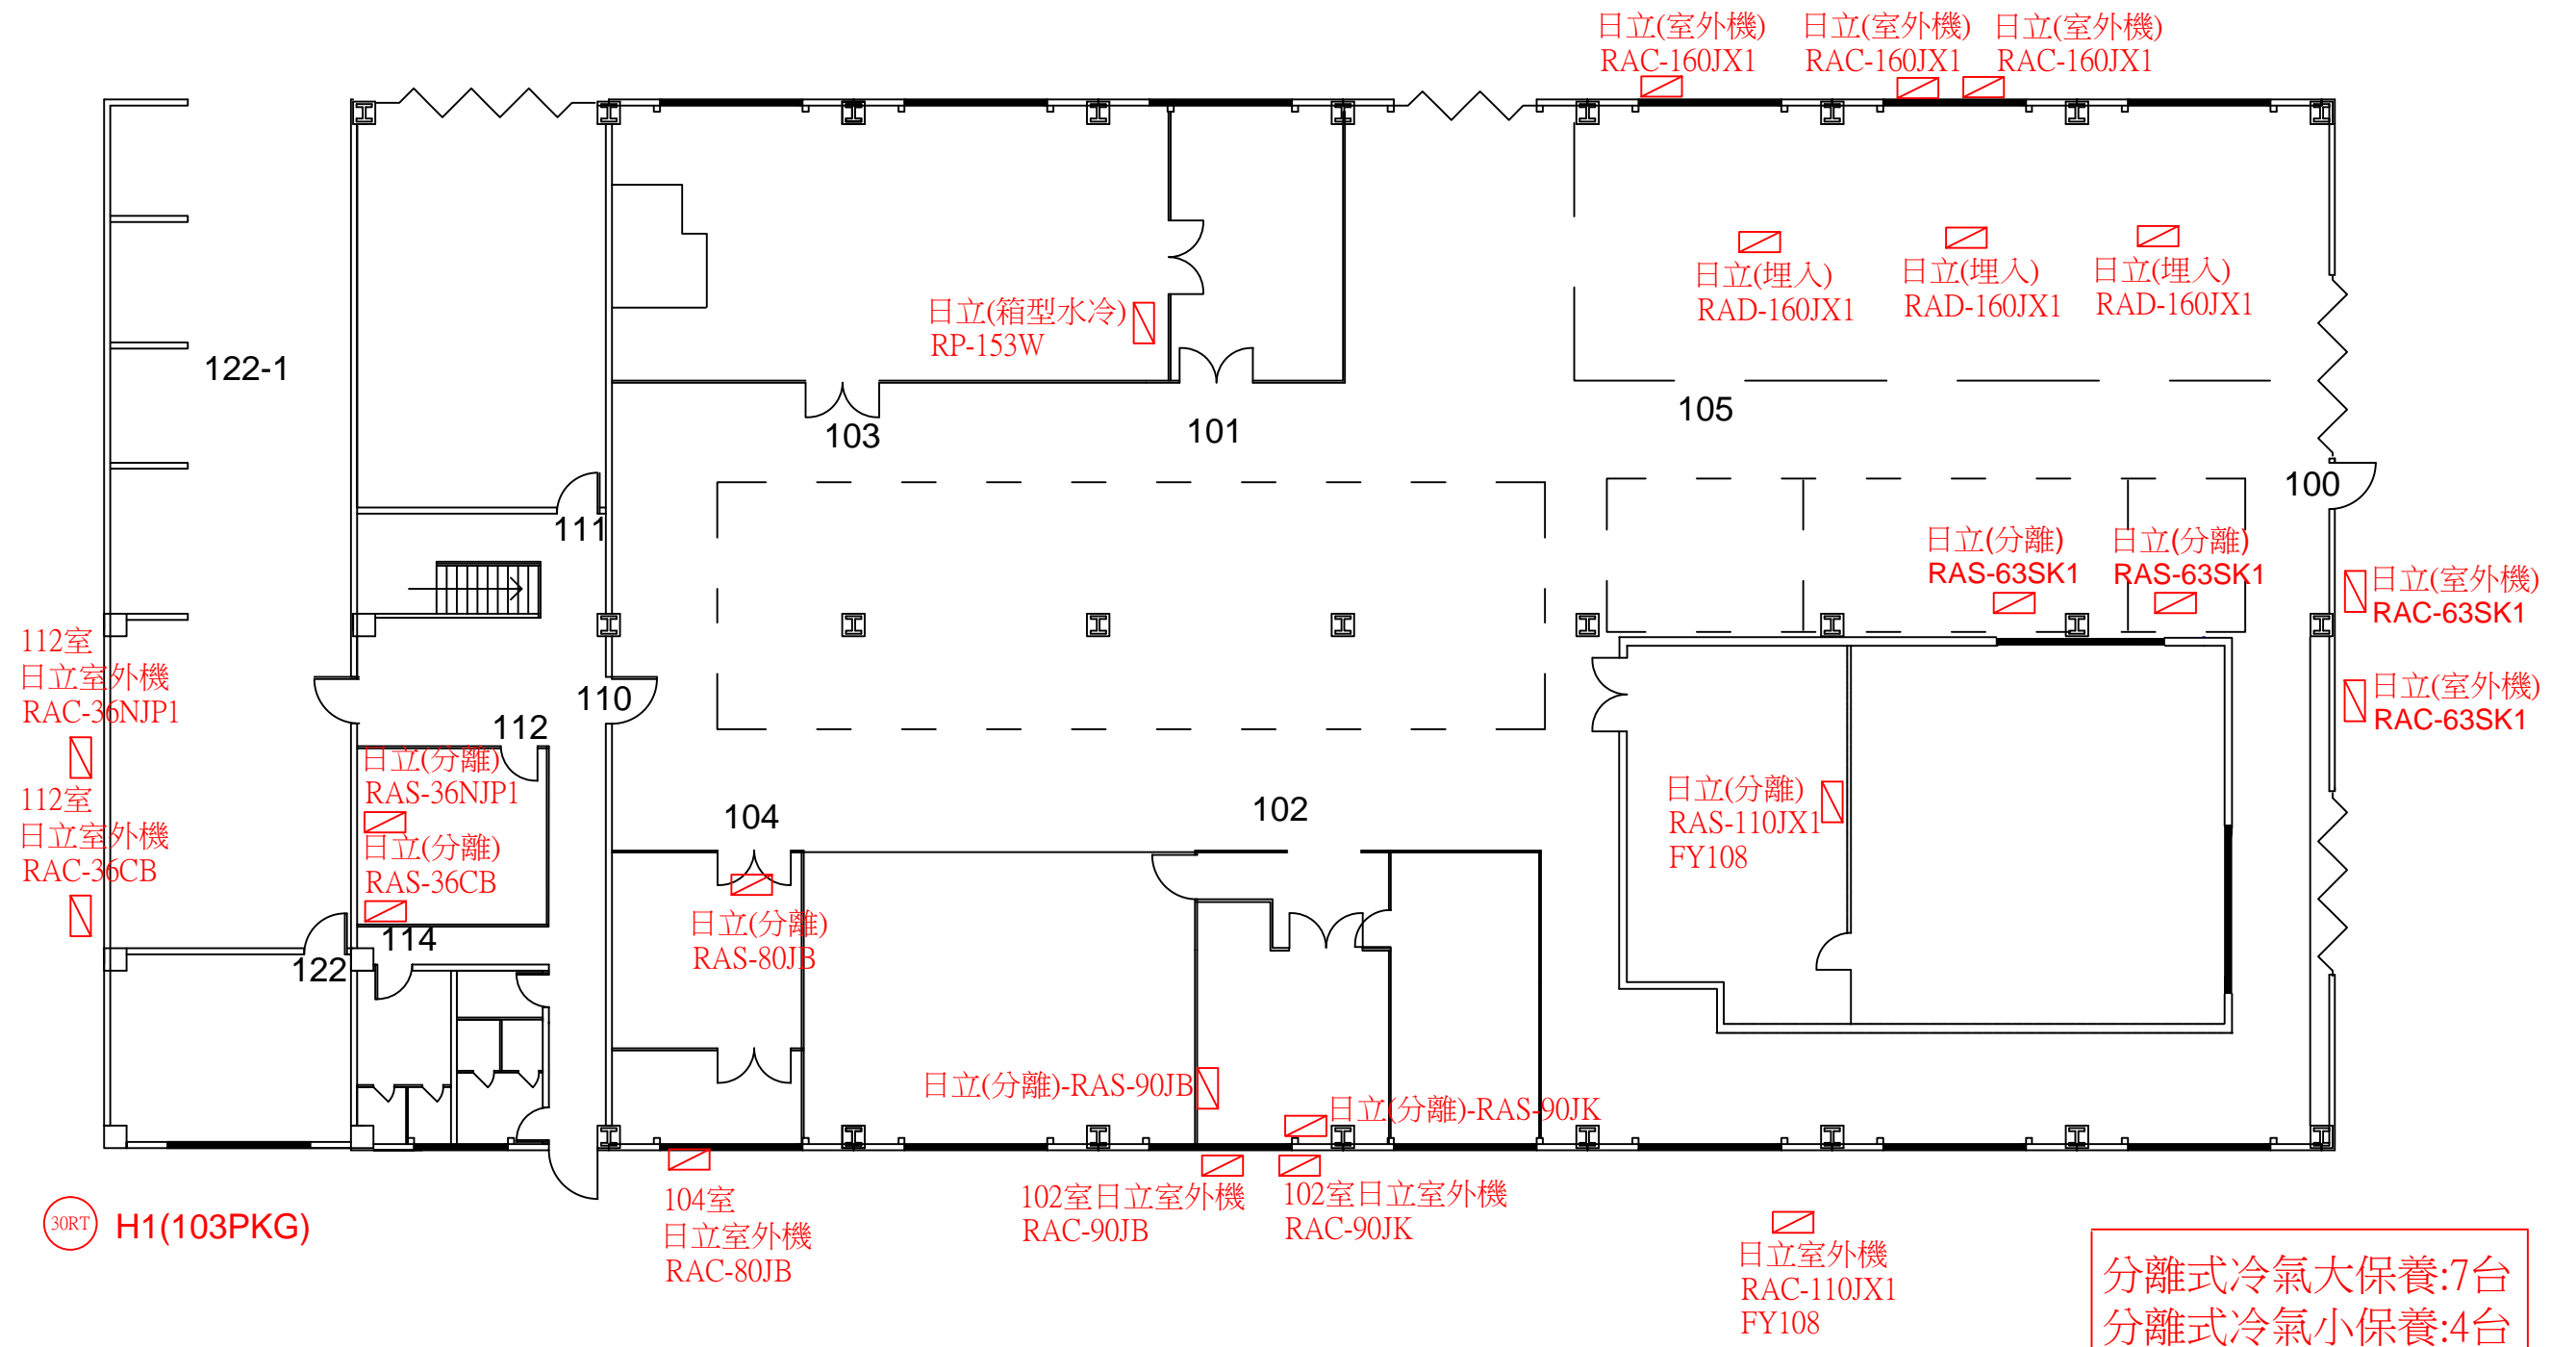 日立(室外機)
RAC-160JX1
日立(室外機)
RAC-160JX1
日立(室外機)
RAC-160JX1
日立(埋入)
RAD-160JX1
日立(埋入)
RAD-160JX1
日立(埋入)
RAD-160JX1
日立(箱型水冷)
RP-153W
122-1
103
101
105
100
111
日立(分離)
RAS-63SK1
日立(分離)
RAS-63SK1
日立(室外機)
RAC-63SK1
日立(室外機)
RAC-63SK1
112室
日立室外機
RAC-36NJP1
112室
日立室外機
RAC-36CB
110
112
日立(分離)
RAS-36NJP1
日立(分離)
RAS-36CB
114
122
104
102
日立(分離)
RAS-80JB
日立(分離)
RAS-110JX1
FY108
日立(分離)-RAS-90JB
日立(分離)-RAS-90JK
30RT
H1(103PKG)
104室
日立室外機
RAC-80JB
102室日立室外機
RAC-90JB
102室日立室外機
RAC-90JK
日立室外機
RAC-110JX1
FY108
分離式冷氣大保養:7台
分離式冷氣小保養:4台